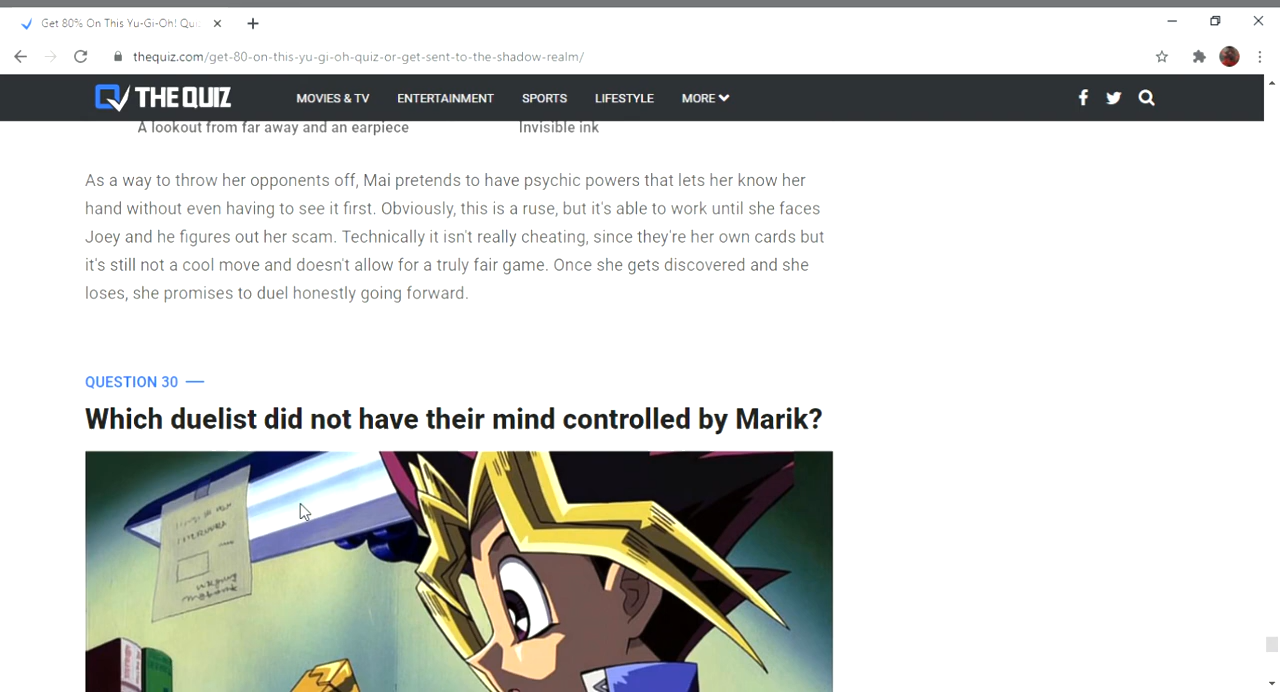 Get 80% On This Yu-Gi-Oh! Qu
thequiz.com/get-80-on-this-yu-gi-oh-quiz-or-get-sent-to-the-shadow-realm/
THE QUIZ MOVIES & TV ENTERTAINMENT SPORTS LIFESTYLE MORE
A lookout from far away and an earpiece Invisible ink
As a way to throw her opponents off, Mai pretends to have psychic powers that lets her know her
hand without even having to see it first. Obviously, this is a ruse, but it's able to work until she faces
Joey and he figures out her scam. Technically it isn't really cheating, since they're her own cards but
it's still not a cool move and doesn't allow for a truly fair game. Once she gets discovered and she
loses, she promises to duel honestly going forward.
QUESTION 30
Which duelist did not have their mind controlled by Marik?